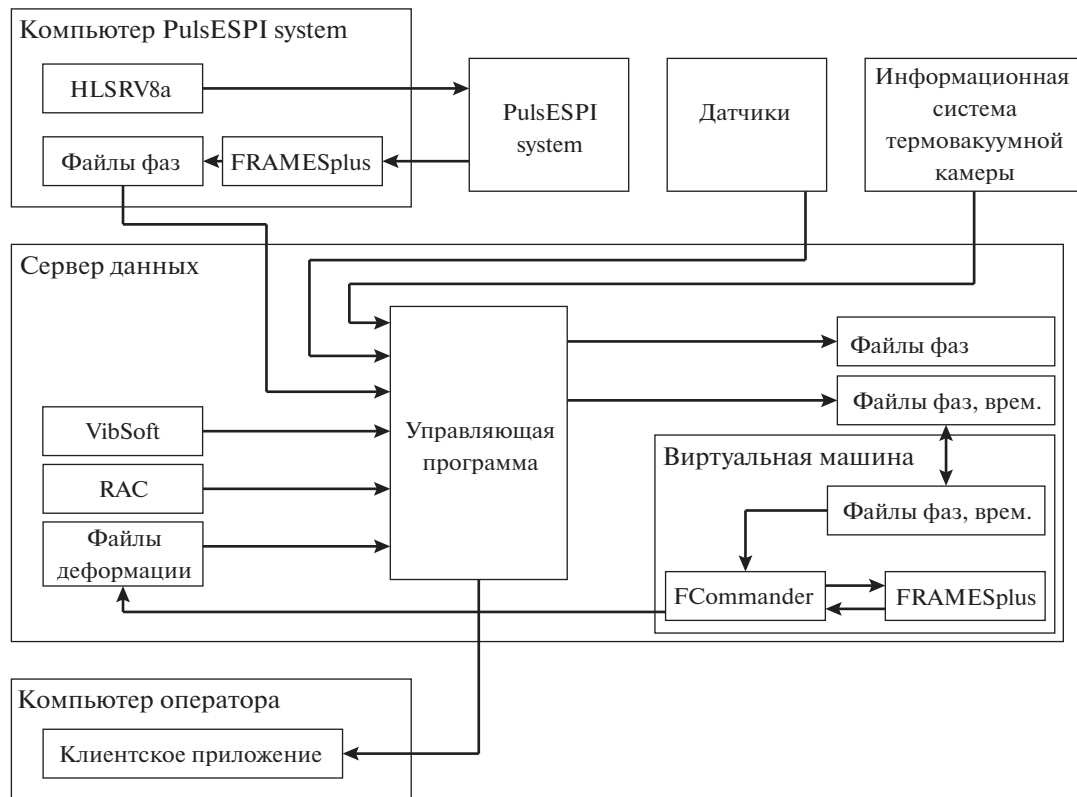 Компьютер PulsESPI system
HLSRV8a
Файлы фаз
FRAMESplus
PulsESPI
system
Датчики
Информационная
система
термовакуумной
камеры
Сервер данных
VibSoft
RAC
Файлы
деформации
Управляющая
программа
Файлы фаз
Файлы фаз, врем.
Виртуальная машина
Файлы фаз, врем.
FCommander
FRAMESplus
Компьютер оператора
Клиентское приложение